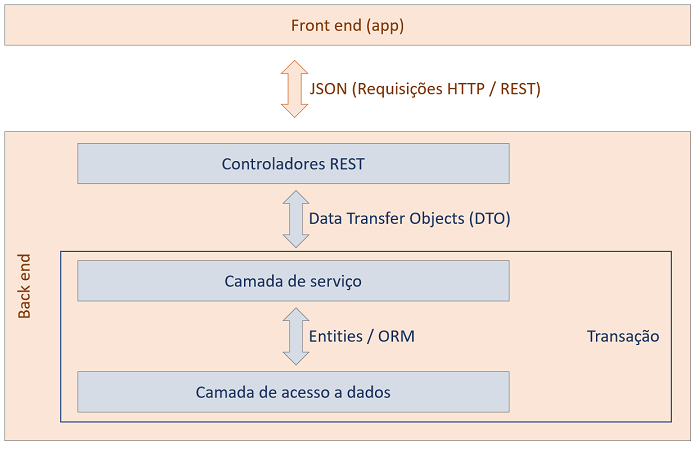 Front end (app)
JSON (Requisições HTTP / REST)
Controladores REST
Data Transfer Objects (DTO)
Back end
Camada de serviço
Entities / ORM
Transação
Camada de acesso a dados